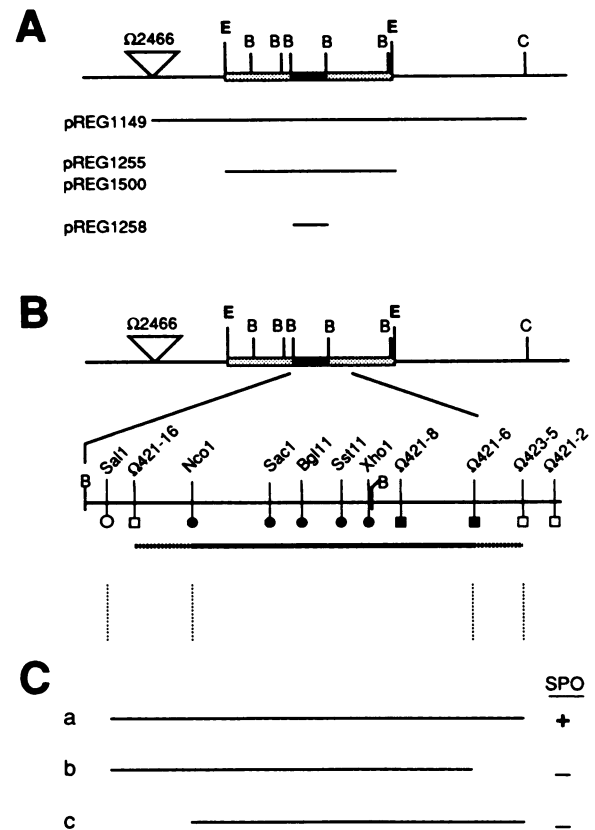 A
Ω2466 E B B B B B E C
pREG1149
pREG1255
pREG1500
pREG1258
B
Ω2466 E B B B B B E C
Sal1 Ω421-16 Nco1 Sac1 Bgl11 Sst11 Xho1 Ω421-8 Ω421-6 Ω423-5 Ω421-2
B B
C
SPO
a +
b –
c –